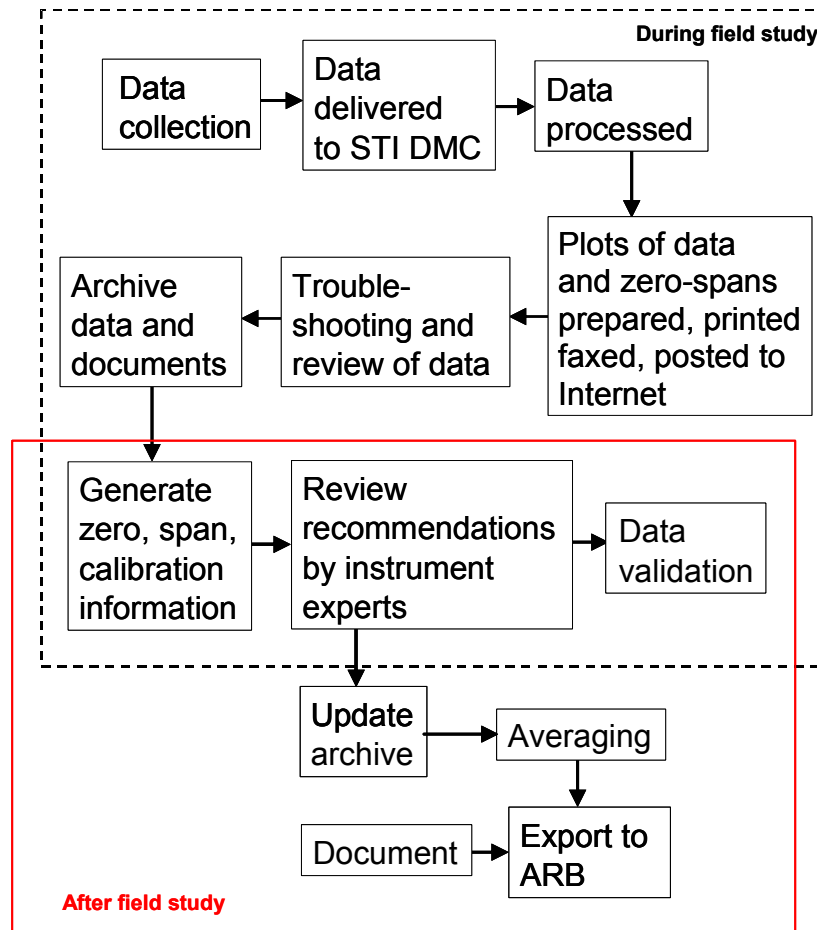 During field study
Data
collection
Data
delivered
to STI DMC
Data
processed
Plots of data
and zero-spans
prepared, printed
faxed, posted to
Internet
Trouble-
shooting and
review of data
Archive
data and
documents
Generate
zero, span,
calibration
information
Review
recommendations
by instrument
experts
Data
validation
Update
archive
Averaging
Document
Export to
ARB
After field study